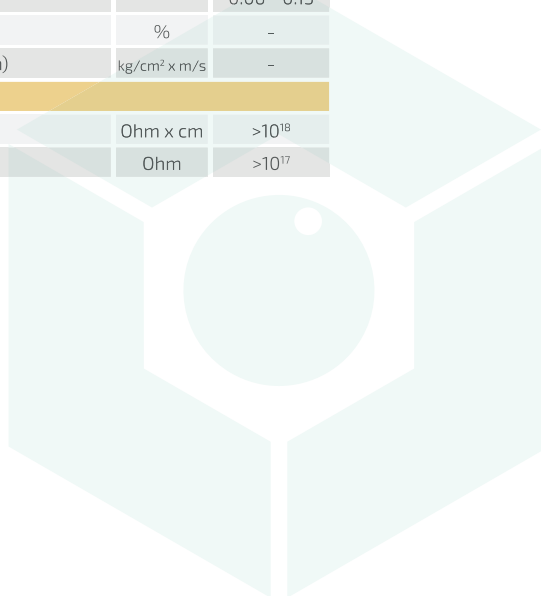 % -
) kg/cm² x m/s -
Ohm x cm >10¹⁸
Ohm >10¹⁷